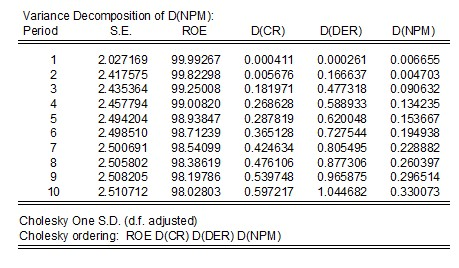 Variance Decomposition of D(NPM):
Period S.E. ROE D(CR) D(DER) D(NPM)
1 2.027169 99.99267 0.000411 0.000261 0.006655
2 2.417575 99.82298 0.005676 0.166637 0.004703
3 2.435364 99.25008 0.181971 0.477318 0.090632
4 2.457794 99.00820 0.268628 0.588933 0.134235
5 2.494204 98.93847 0.287819 0.620048 0.153667
6 2.498510 98.71239 0.365128 0.727544 0.194938
7 2.500691 98.54099 0.424634 0.805495 0.228882
8 2.505802 98.38619 0.476106 0.877306 0.260397
9 2.508205 98.19786 0.539748 0.965875 0.296514
10 2.510712 98.02803 0.597217 1.044682 0.330073
Cholesky One S.D. (d.f. adjusted)
Cholesky ordering: ROE D(CR) D(DER) D(NPM)